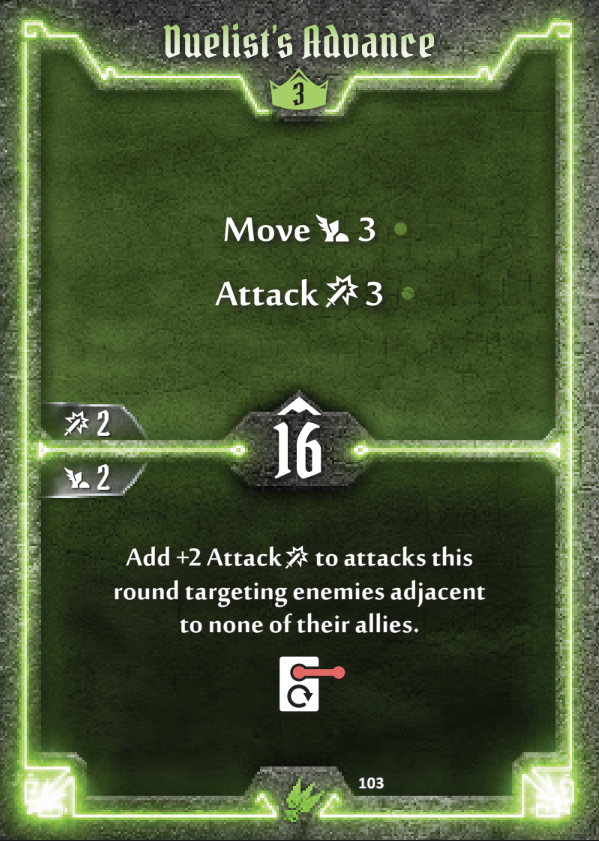 Duelist's Advance
3
Move 3
Attack 3
2
16
2
Add +2 Attack to attacks this
round targeting enemies adjacent
to none of their allies.
103